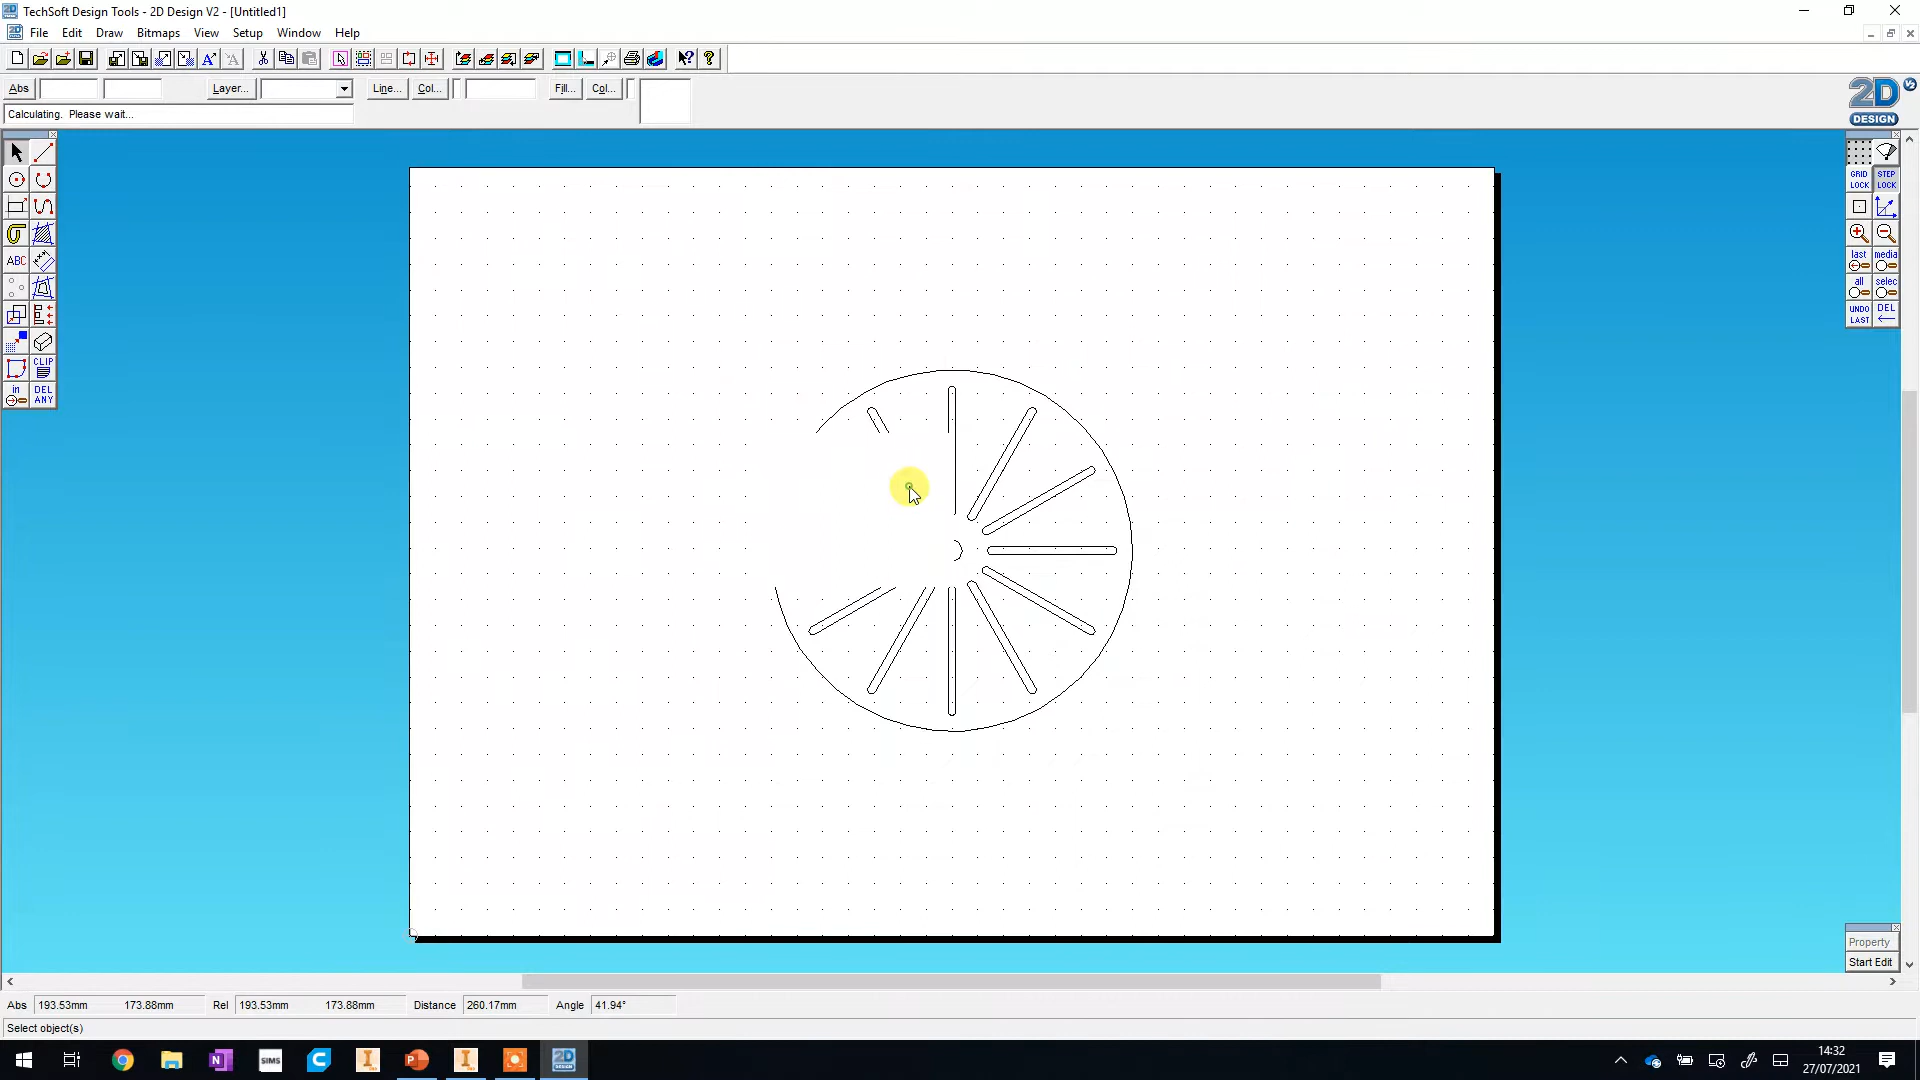 TechSoft Design Tools - 2D Design V2 - [Untitled1]
File Edit Draw Bitmaps View Setup Window Help
Abs Layer... Line... Col... Fill... Col...
Calculating. Please wait...
2D V2
DESIGN
GRID LOCK STEP LOCK
ABC
last media
all selec
UNDO LAST DEL
CLIP
in DEL ANY
Property
Start Edit
Abs 193.53mm 173.88mm Rel 193.53mm 173.88mm Distance 260.17mm Angle 41.94°
Select object(s)
SIMS
14:32
27/07/2021